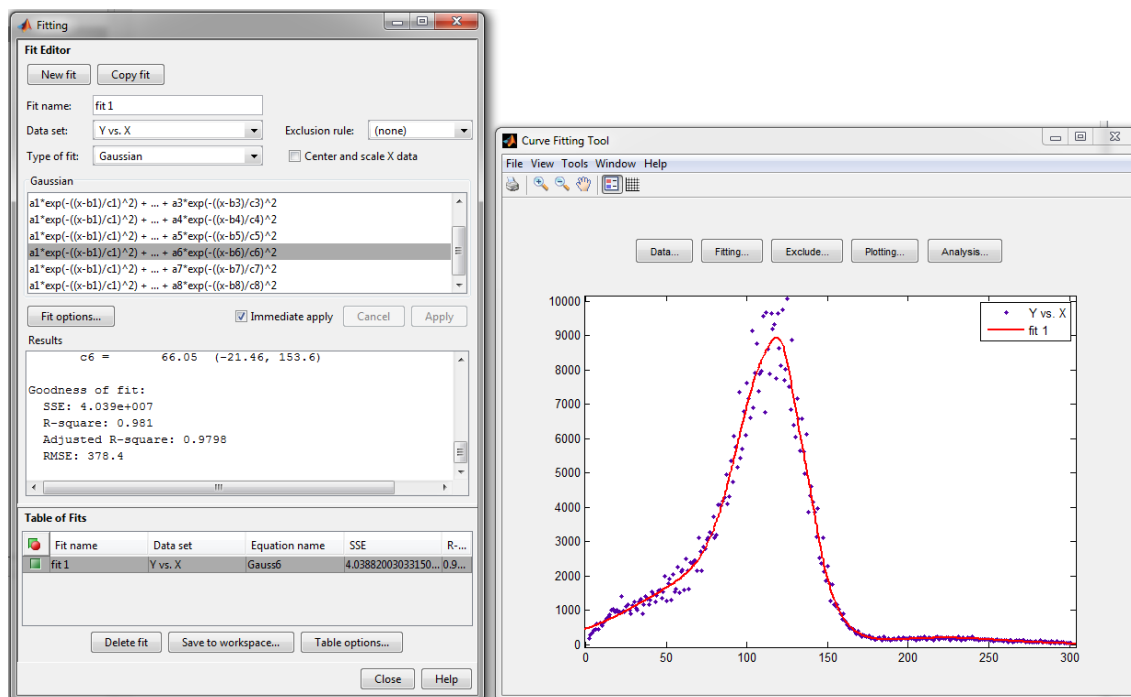 Fitting
Fit Editor
New fit
Copy fit
Fit name:
fit 1
Data set:
Y vs. X
Exclusion rule:
(none)
Type of fit:
Gaussian
Center and scale X data
Gaussian
a1*exp(-((x-b1)/c1)^2) + ... + a3*exp(-((x-b3)/c3)^2
a1*exp(-((x-b1)/c1)^2) + ... + a4*exp(-((x-b4)/c4)^2
a1*exp(-((x-b1)/c1)^2) + ... + a5*exp(-((x-b5)/c5)^2
a1*exp(-((x-b1)/c1)^2) + ... + a6*exp(-((x-b6)/c6)^2
a1*exp(-((x-b1)/c1)^2) + ... + a7*exp(-((x-b7)/c7)^2
a1*exp(-((x-b1)/c1)^2) + ... + a8*exp(-((x-b8)/c8)^2
Fit options...
Immediate apply
Cancel
Apply
Results
c6 = 66.05 (-21.46, 153.6)
Goodness of fit:
SSE: 4.039e+007
R-square: 0.981
Adjusted R-square: 0.9798
RMSE: 378.4
Table of Fits
Fit name Data set Equation name SSE R-...
fit 1 Y vs. X Gauss6 4.03882003033150... 0.9...
Delete fit
Save to workspace...
Table options...
Close
Help
Curve Fitting Tool
File View Tools Window Help
Data...
Fitting...
Exclude...
Plotting...
Analysis...
Y vs. X
fit 1
10000
9000
8000
7000
6000
5000
4000
3000
2000
1000
0
0 50 100 150 200 250 300